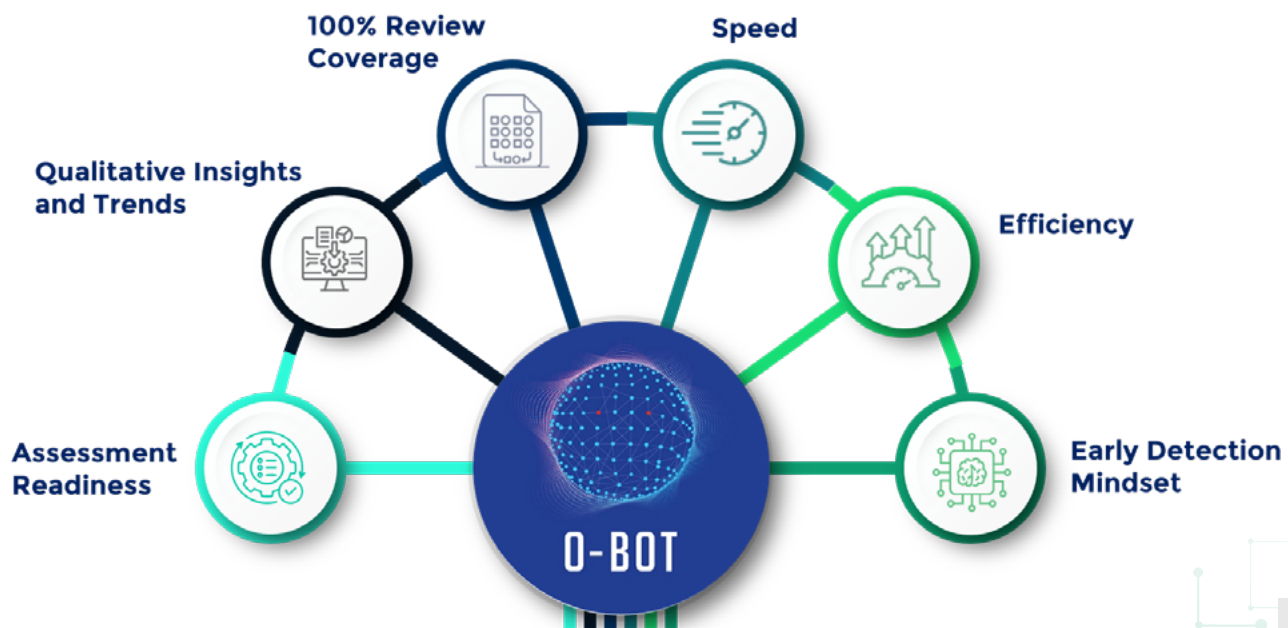 100% Review
Coverage
Speed
Qualitative Insights
and Trends
Efficiency
Assessment
Readiness
Early Detection
Mindset
O-BOT